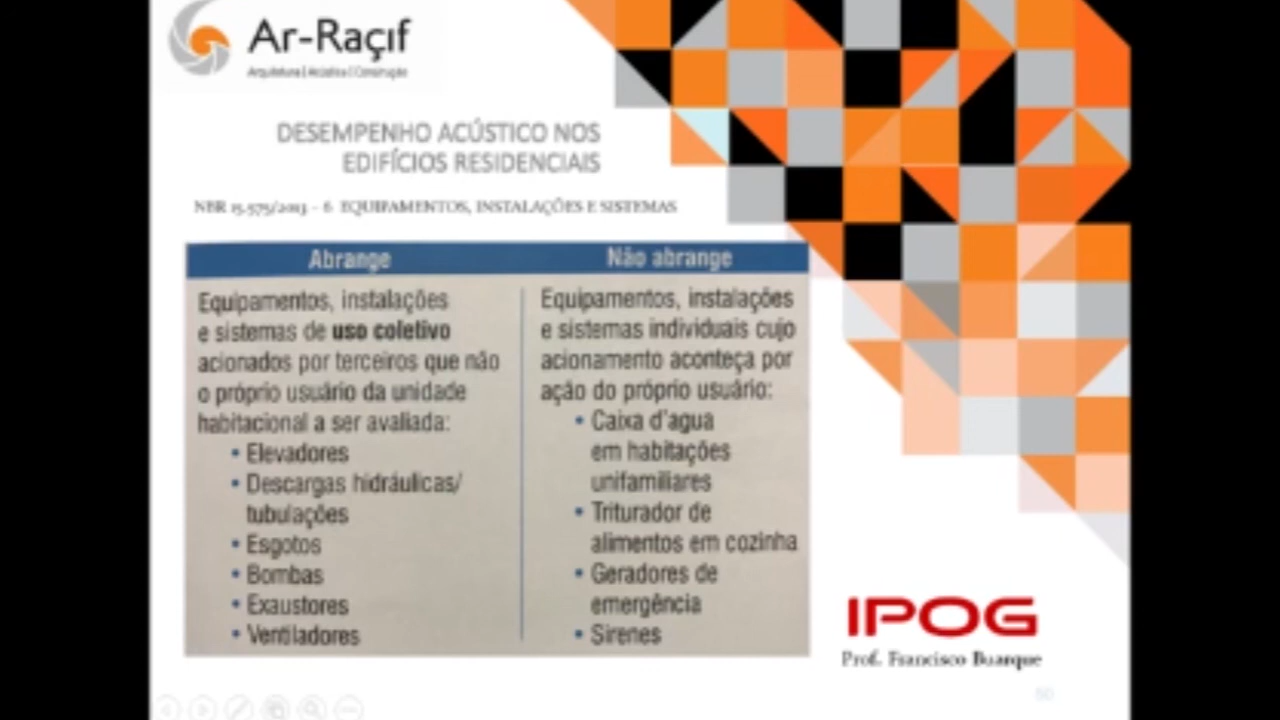 Ar-Raçıf
Arquitetura | Acústica | Construção
DESEMPENHO ACÚSTICO NOS
EDIFÍCIOS RESIDENCIAIS
NBR 15.575/2013 – 6 EQUIPAMENTOS, INSTALAÇÕES E SISTEMAS
Abrange
Equipamentos, instalações
e sistemas de uso coletivo
acionados por terceiros que não
o próprio usuário da unidade
habitacional a ser avaliada:
• Elevadores
• Descargas hidráulicas/
tubulações
• Esgotos
• Bombas
• Exaustores
• Ventiladores
Não abrange
Equipamentos, instalações
e sistemas individuais cujo
acionamento aconteça por
ação do próprio usuário:
• Caixa d'agua
em habitações
unifamiliares
• Triturador de
alimentos em cozinha
• Geradores de
emergência
• Sirenes
IPOG
Prof. Francisco Buarque
50